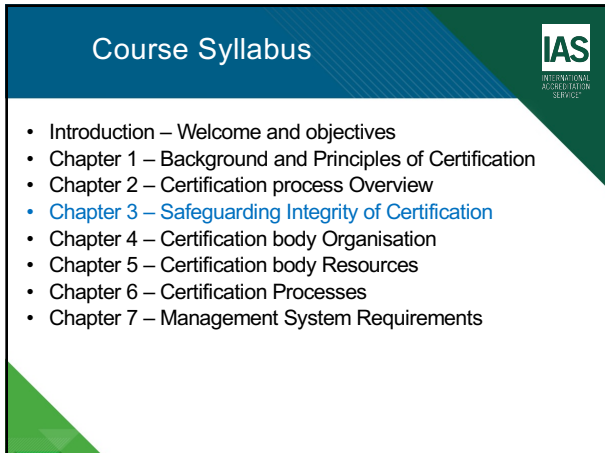 Course Syllabus
IAS
INTERNATIONAL
ACCREDITATION
SERVICE®
• Introduction – Welcome and objectives
• Chapter 1 – Background and Principles of Certification
• Chapter 2 – Certification process Overview
• Chapter 3 – Safeguarding Integrity of Certification
• Chapter 4 – Certification body Organisation
• Chapter 5 – Certification body Resources
• Chapter 6 – Certification Processes
• Chapter 7 – Management System Requirements